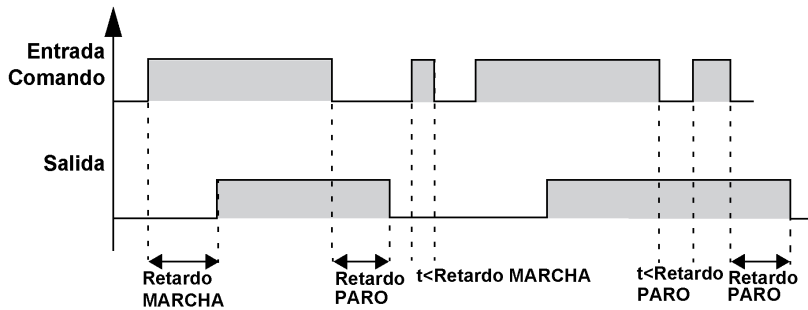 Entrada
Comando
Salida
Retardo
MARCHA
Retardo
PARO
t<Retardo MARCHA
t<Retardo
PARO
Retardo
PARO